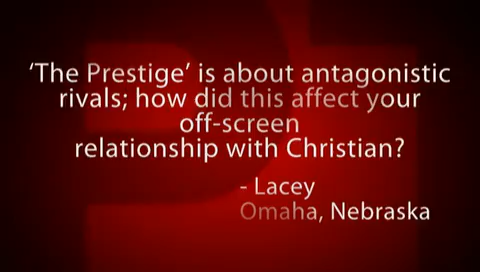 ‘The Prestige’ is about antagonistic
rivals; how did this affect your
off-screen
relationship with Christian?
- Lacey
Omaha, Nebraska